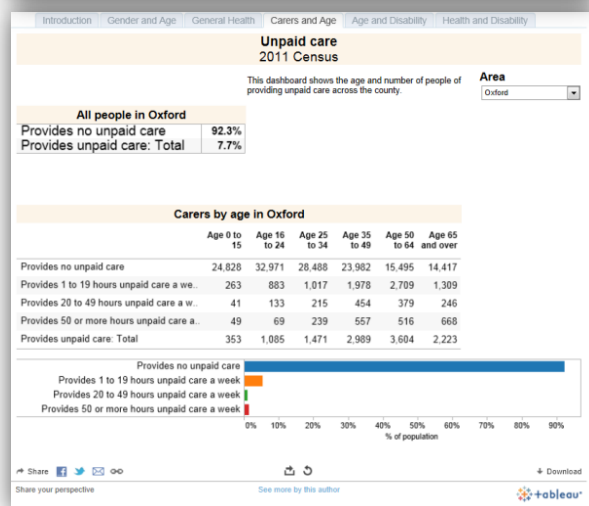 Introduction Gender and Age General Health Carers and Age Age and Disability Health and Disability
Unpaid care
2011 Census
This dashboard shows the age and number of people of
providing unpaid care across the county.
Area
Oxford
All people in Oxford
Provides no unpaid care 92.3%
Provides unpaid care: Total 7.7%
Carers by age in Oxford
Age 0 to 15 Age 16 to 24 Age 25 to 34 Age 35 to 49 Age 50 to 64 Age 65 and over
Provides no unpaid care 24,828 32,971 28,488 23,982 15,495 14,417
Provides 1 to 19 hours unpaid care a we.. 263 883 1,017 1,978 2,709 1,309
Provides 20 to 49 hours unpaid care a w.. 41 133 215 454 379 246
Provides 50 or more hours unpaid care a.. 49 69 239 557 516 668
Provides unpaid care: Total 353 1,085 1,471 2,989 3,604 2,223
Provides no unpaid care
Provides 1 to 19 hours unpaid care a week
Provides 20 to 49 hours unpaid care a week
Provides 50 or more hours unpaid care a week
0% 10% 20% 30% 40% 50% 60% 70% 80% 90%
% of population
Share Download
Share your perspective See more by this author +ableau